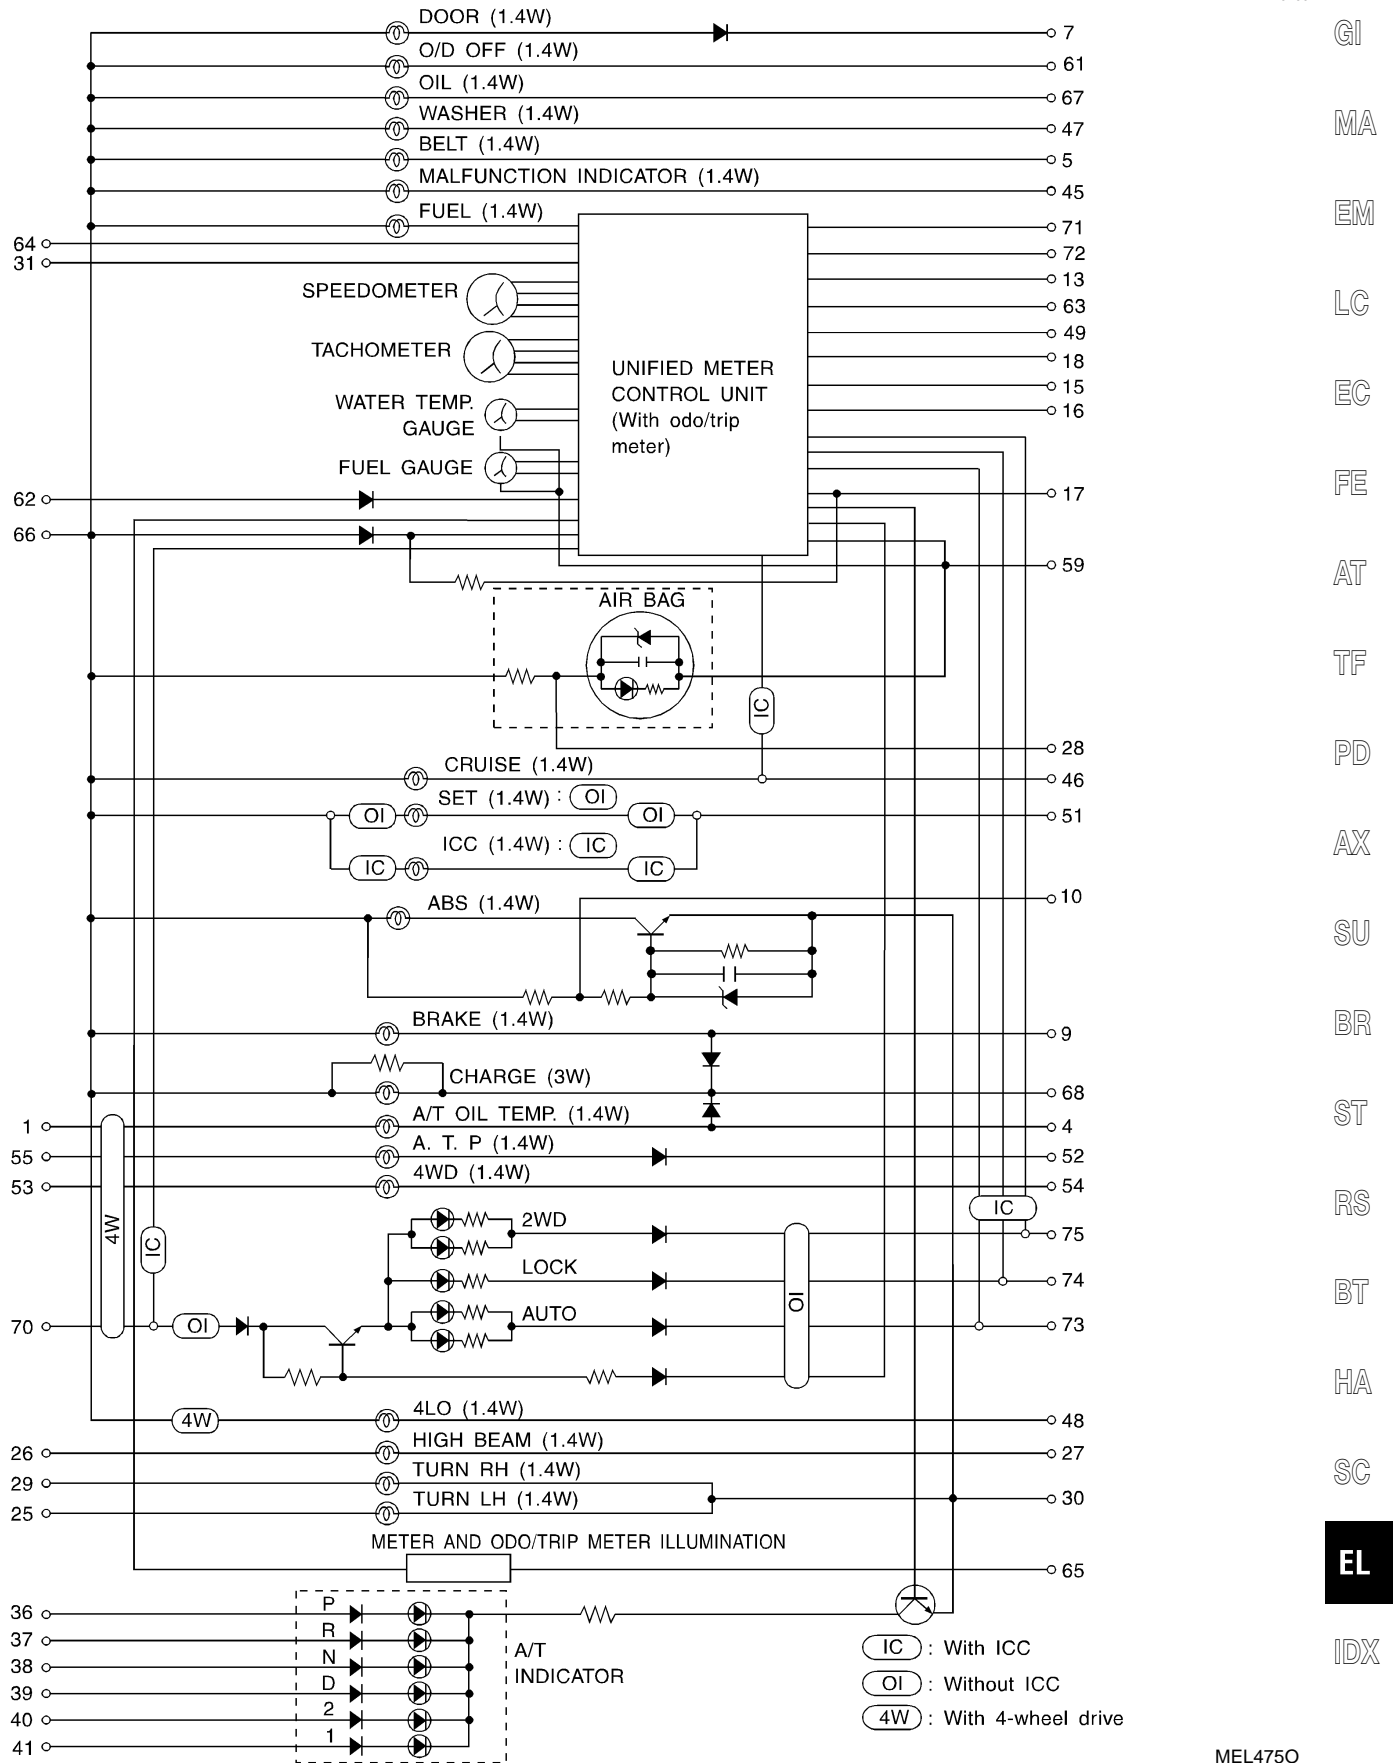 DOOR (1.4W)
7
GI
O/D OFF (1.4W)
61
OIL (1.4W)
67
WASHER (1.4W)
47
MA
BELT (1.4W)
5
MALFUNCTION INDICATOR (1.4W)
45
FUEL (1.4W)
71
EM
64
72
31
13
SPEEDOMETER
63
LC
49
TACHOMETER
18
UNIFIED METER
CONTROL UNIT
(With odo/trip
meter)
15
EC
WATER TEMP.
GAUGE
16
FUEL GAUGE
FE
62
17
66
59
AT
AIR BAG
TF
IC
28
PD
CRUISE (1.4W)
46
SET (1.4W) : OI
OI
OI
51
ICC (1.4W) : IC
AX
IC
IC
10
ABS (1.4W)
SU
BRAKE (1.4W)
9
BR
CHARGE (3W)
68
1
A/T OIL TEMP. (1.4W)
4
ST
55
A. T. P (1.4W)
52
53
4WD (1.4W)
54
IC
RS
4W
IC
2WD
75
LOCK
74
OI
BT
AUTO
70
OI
73
HA
4W
4LO (1.4W)
48
26
HIGH BEAM (1.4W)
27
29
TURN RH (1.4W)
SC
25
TURN LH (1.4W)
30
METER AND ODO/TRIP METER ILLUMINATION
65
EL
36
P
37
R
38
N
39
D
40
2
41
1
A/T
INDICATOR
IC : With ICC
OI : Without ICC
4W : With 4-wheel drive
IDX
MEL475O